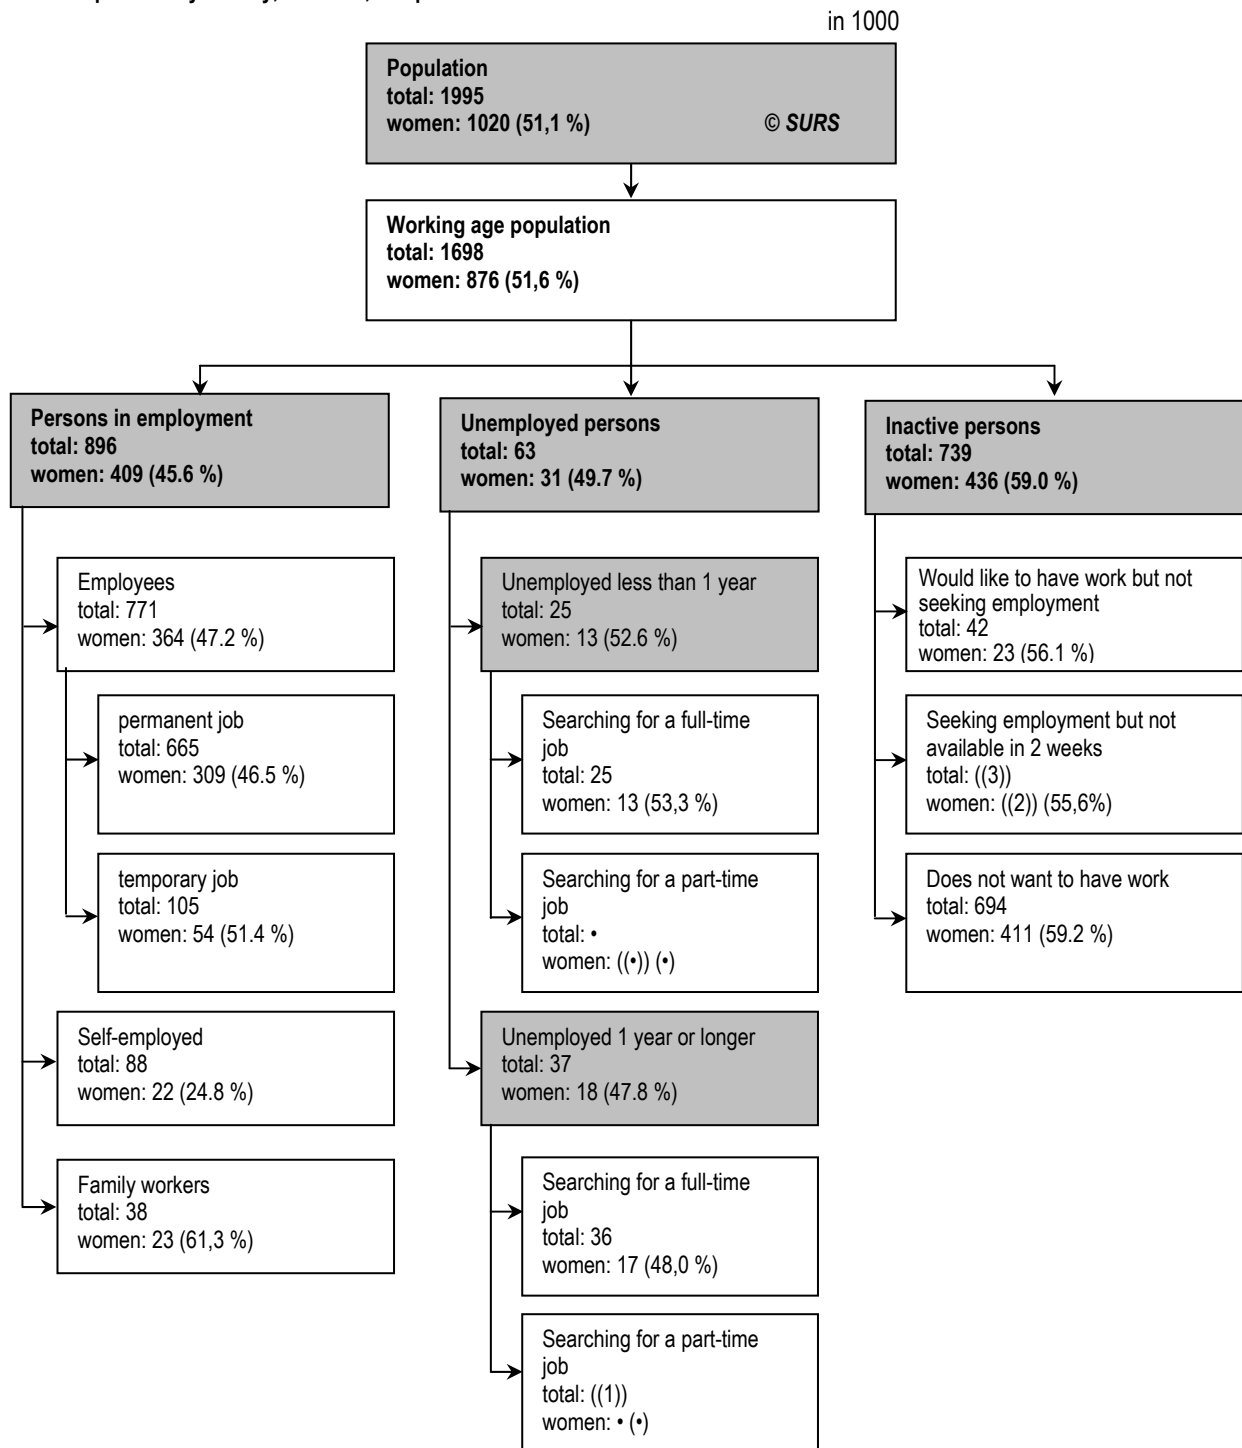 in 1000
Population
total: 1995
women: 1020 (51,1 %)
© SURS
Working age population
total: 1698
women: 876 (51,6 %)
Persons in employment
total: 896
women: 409 (45.6 %)
Employees
total: 771
women: 364 (47.2 %)
permanent job
total: 665
women: 309 (46.5 %)
temporary job
total: 105
women: 54 (51.4 %)
Self-employed
total: 88
women: 22 (24.8 %)
Family workers
total: 38
women: 23 (61,3 %)
Unemployed persons
total: 63
women: 31 (49.7 %)
Unemployed less than 1 year
total: 25
women: 13 (52.6 %)
Searching for a full-time
job
total: 25
women: 13 (53,3 %)
Searching for a part-time
job
total: •
women: ((•)) (•)
Unemployed 1 year or longer
total: 37
women: 18 (47.8 %)
Searching for a full-time
job
total: 36
women: 17 (48,0 %)
Searching for a part-time
job
total: ((1))
women: • (•)
Inactive persons
total: 739
women: 436 (59.0 %)
Would like to have work but not
seeking employment
total: 42
women: 23 (56.1 %)
Seeking employment but not
available in 2 weeks
total: ((3))
women: ((2)) (55,6%)
Does not want to have work
total: 694
women: 411 (59.2 %)